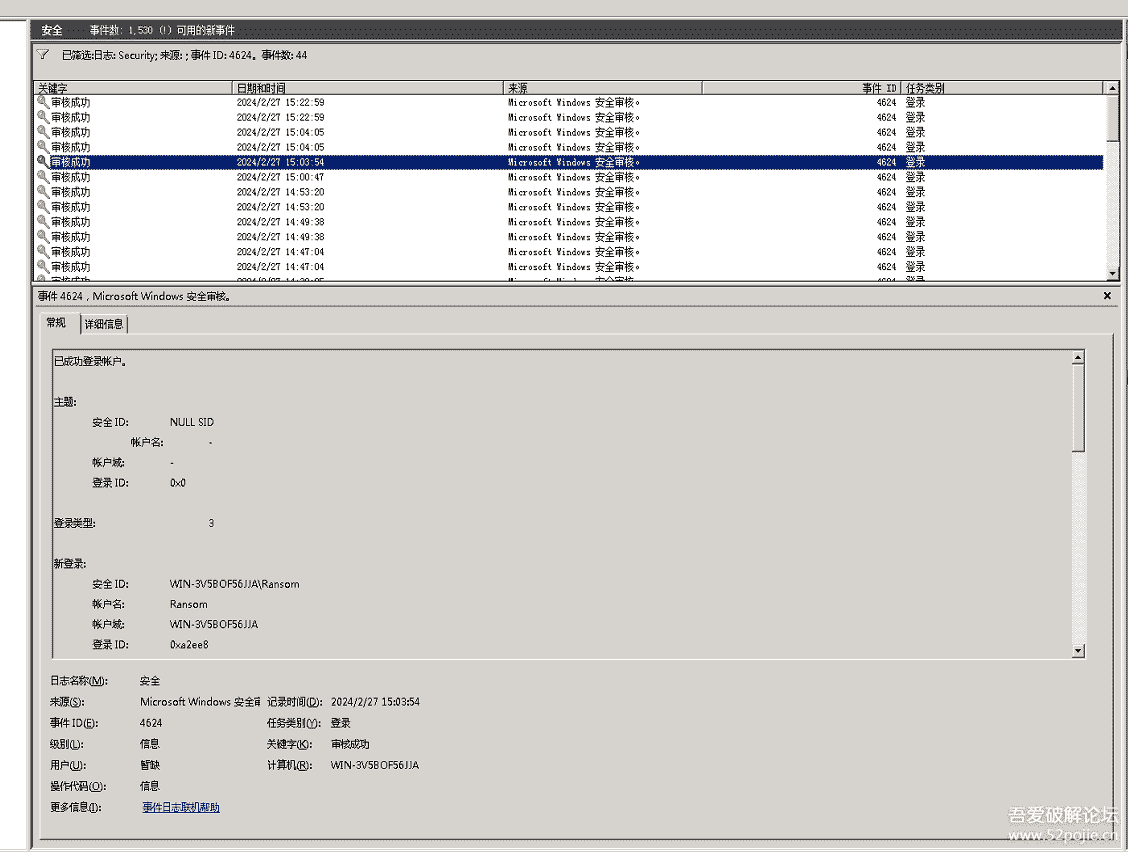 安全 事件数: 1,530 (!) 可用的新事件
已筛选:日志: Security; 来源: ; 事件 ID: 4624。事件数: 44
关键字 日期和时间 来源 事件 ID 任务类别
审核成功 2024/2/27 15:22:59 Microsoft Windows 安全审核。 4624 登录
审核成功 2024/2/27 15:22:59 Microsoft Windows 安全审核。 4624 登录
审核成功 2024/2/27 15:04:05 Microsoft Windows 安全审核。 4624 登录
审核成功 2024/2/27 15:04:05 Microsoft Windows 安全审核。 4624 登录
审核成功 2024/2/27 15:03:54 Microsoft Windows 安全审核。 4624 登录
审核成功 2024/2/27 15:00:47 Microsoft Windows 安全审核。 4624 登录
审核成功 2024/2/27 14:53:20 Microsoft Windows 安全审核。 4624 登录
审核成功 2024/2/27 14:53:20 Microsoft Windows 安全审核。 4624 登录
审核成功 2024/2/27 14:49:38 Microsoft Windows 安全审核。 4624 登录
审核成功 2024/2/27 14:49:38 Microsoft Windows 安全审核。 4624 登录
审核成功 2024/2/27 14:47:04 Microsoft Windows 安全审核。 4624 登录
审核成功 2024/2/27 14:47:04 Microsoft Windows 安全审核。 4624 登录
事件 4624，Microsoft Windows 安全审核。
常规 详细信息
已成功登录帐户。
主题:
安全 ID: NULL SID
帐户名: -
帐户域: -
登录 ID: 0x0
登录类型: 3
新登录:
安全 ID: WIN-3V5BOF56JJA\Ransom
帐户名: Ransom
帐户域: WIN-3V5BOF56JJA
登录 ID: 0xa2ee8
日志名称(M): 安全
来源(S): Microsoft Windows 安全审 记录时间(D): 2024/2/27 15:03:54
事件 ID(E): 4624 任务类别(Y): 登录
级别(L): 信息 关键字(K): 审核成功
用户(U): 暂缺 计算机(R): WIN-3V5BOF56JJA
操作代码(O): 信息
更多信息(I): 事件日志联机帮助
吾爱破解论坛
www.52pojie.cn